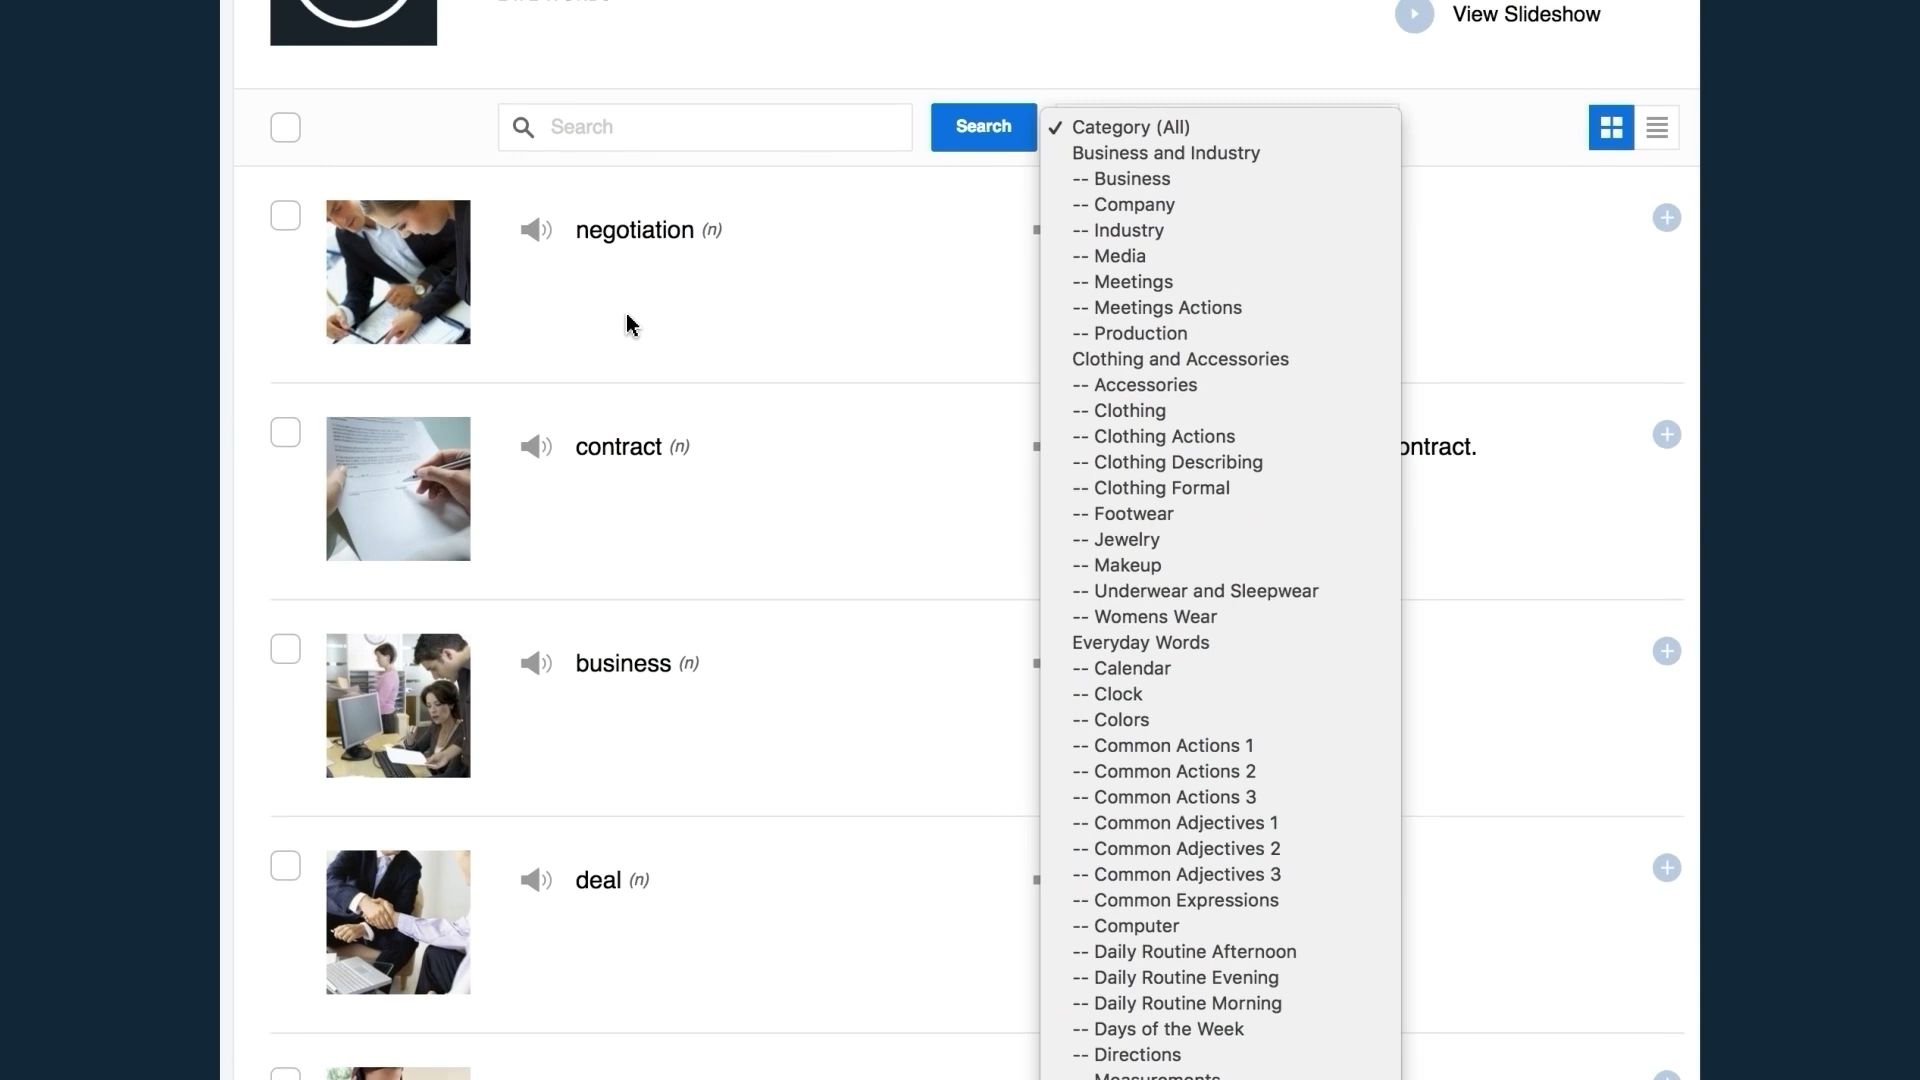 View Slideshow
Search
Search
✓ Category (All)
Business and Industry
-- Business
-- Company
-- Industry
-- Media
-- Meetings
-- Meetings Actions
-- Production
Clothing and Accessories
-- Accessories
-- Clothing
-- Clothing Actions
-- Clothing Describing
-- Clothing Formal
-- Footwear
-- Jewelry
-- Makeup
-- Underwear and Sleepwear
-- Womens Wear
Everyday Words
-- Calendar
-- Clock
-- Colors
-- Common Actions 1
-- Common Actions 2
-- Common Actions 3
-- Common Adjectives 1
-- Common Adjectives 2
-- Common Adjectives 3
-- Common Expressions
-- Computer
-- Daily Routine Afternoon
-- Daily Routine Evening
-- Daily Routine Morning
-- Days of the Week
-- Directions
-- Measurements
negotiation (n)
contract (n)
ontract.
business (n)
deal (n)